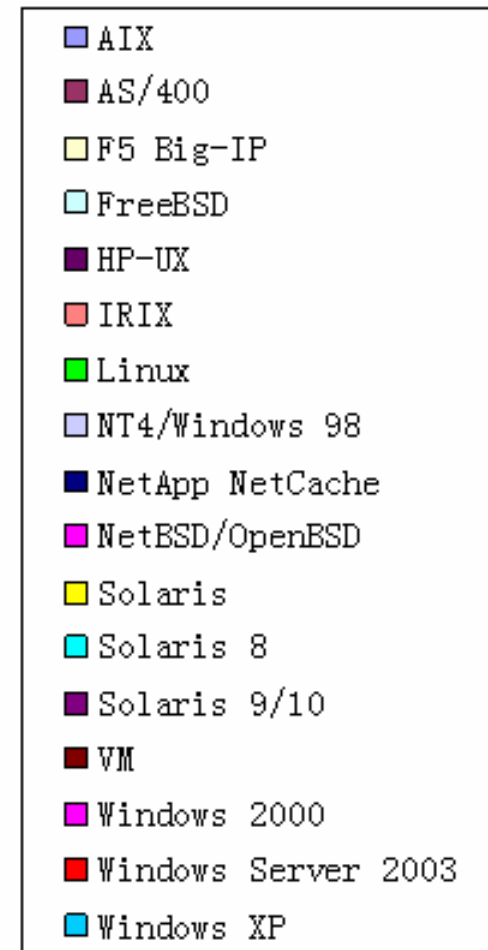 AIX
AS/400
F5 Big-IP
FreeBSD
HP-UX
IRIX
Linux
NT4/Windows 98
NetApp NetCache
NetBSD/OpenBSD
Solaris
Solaris 8
Solaris 9/10
VM
Windows 2000
Windows Server 2003
Windows XP